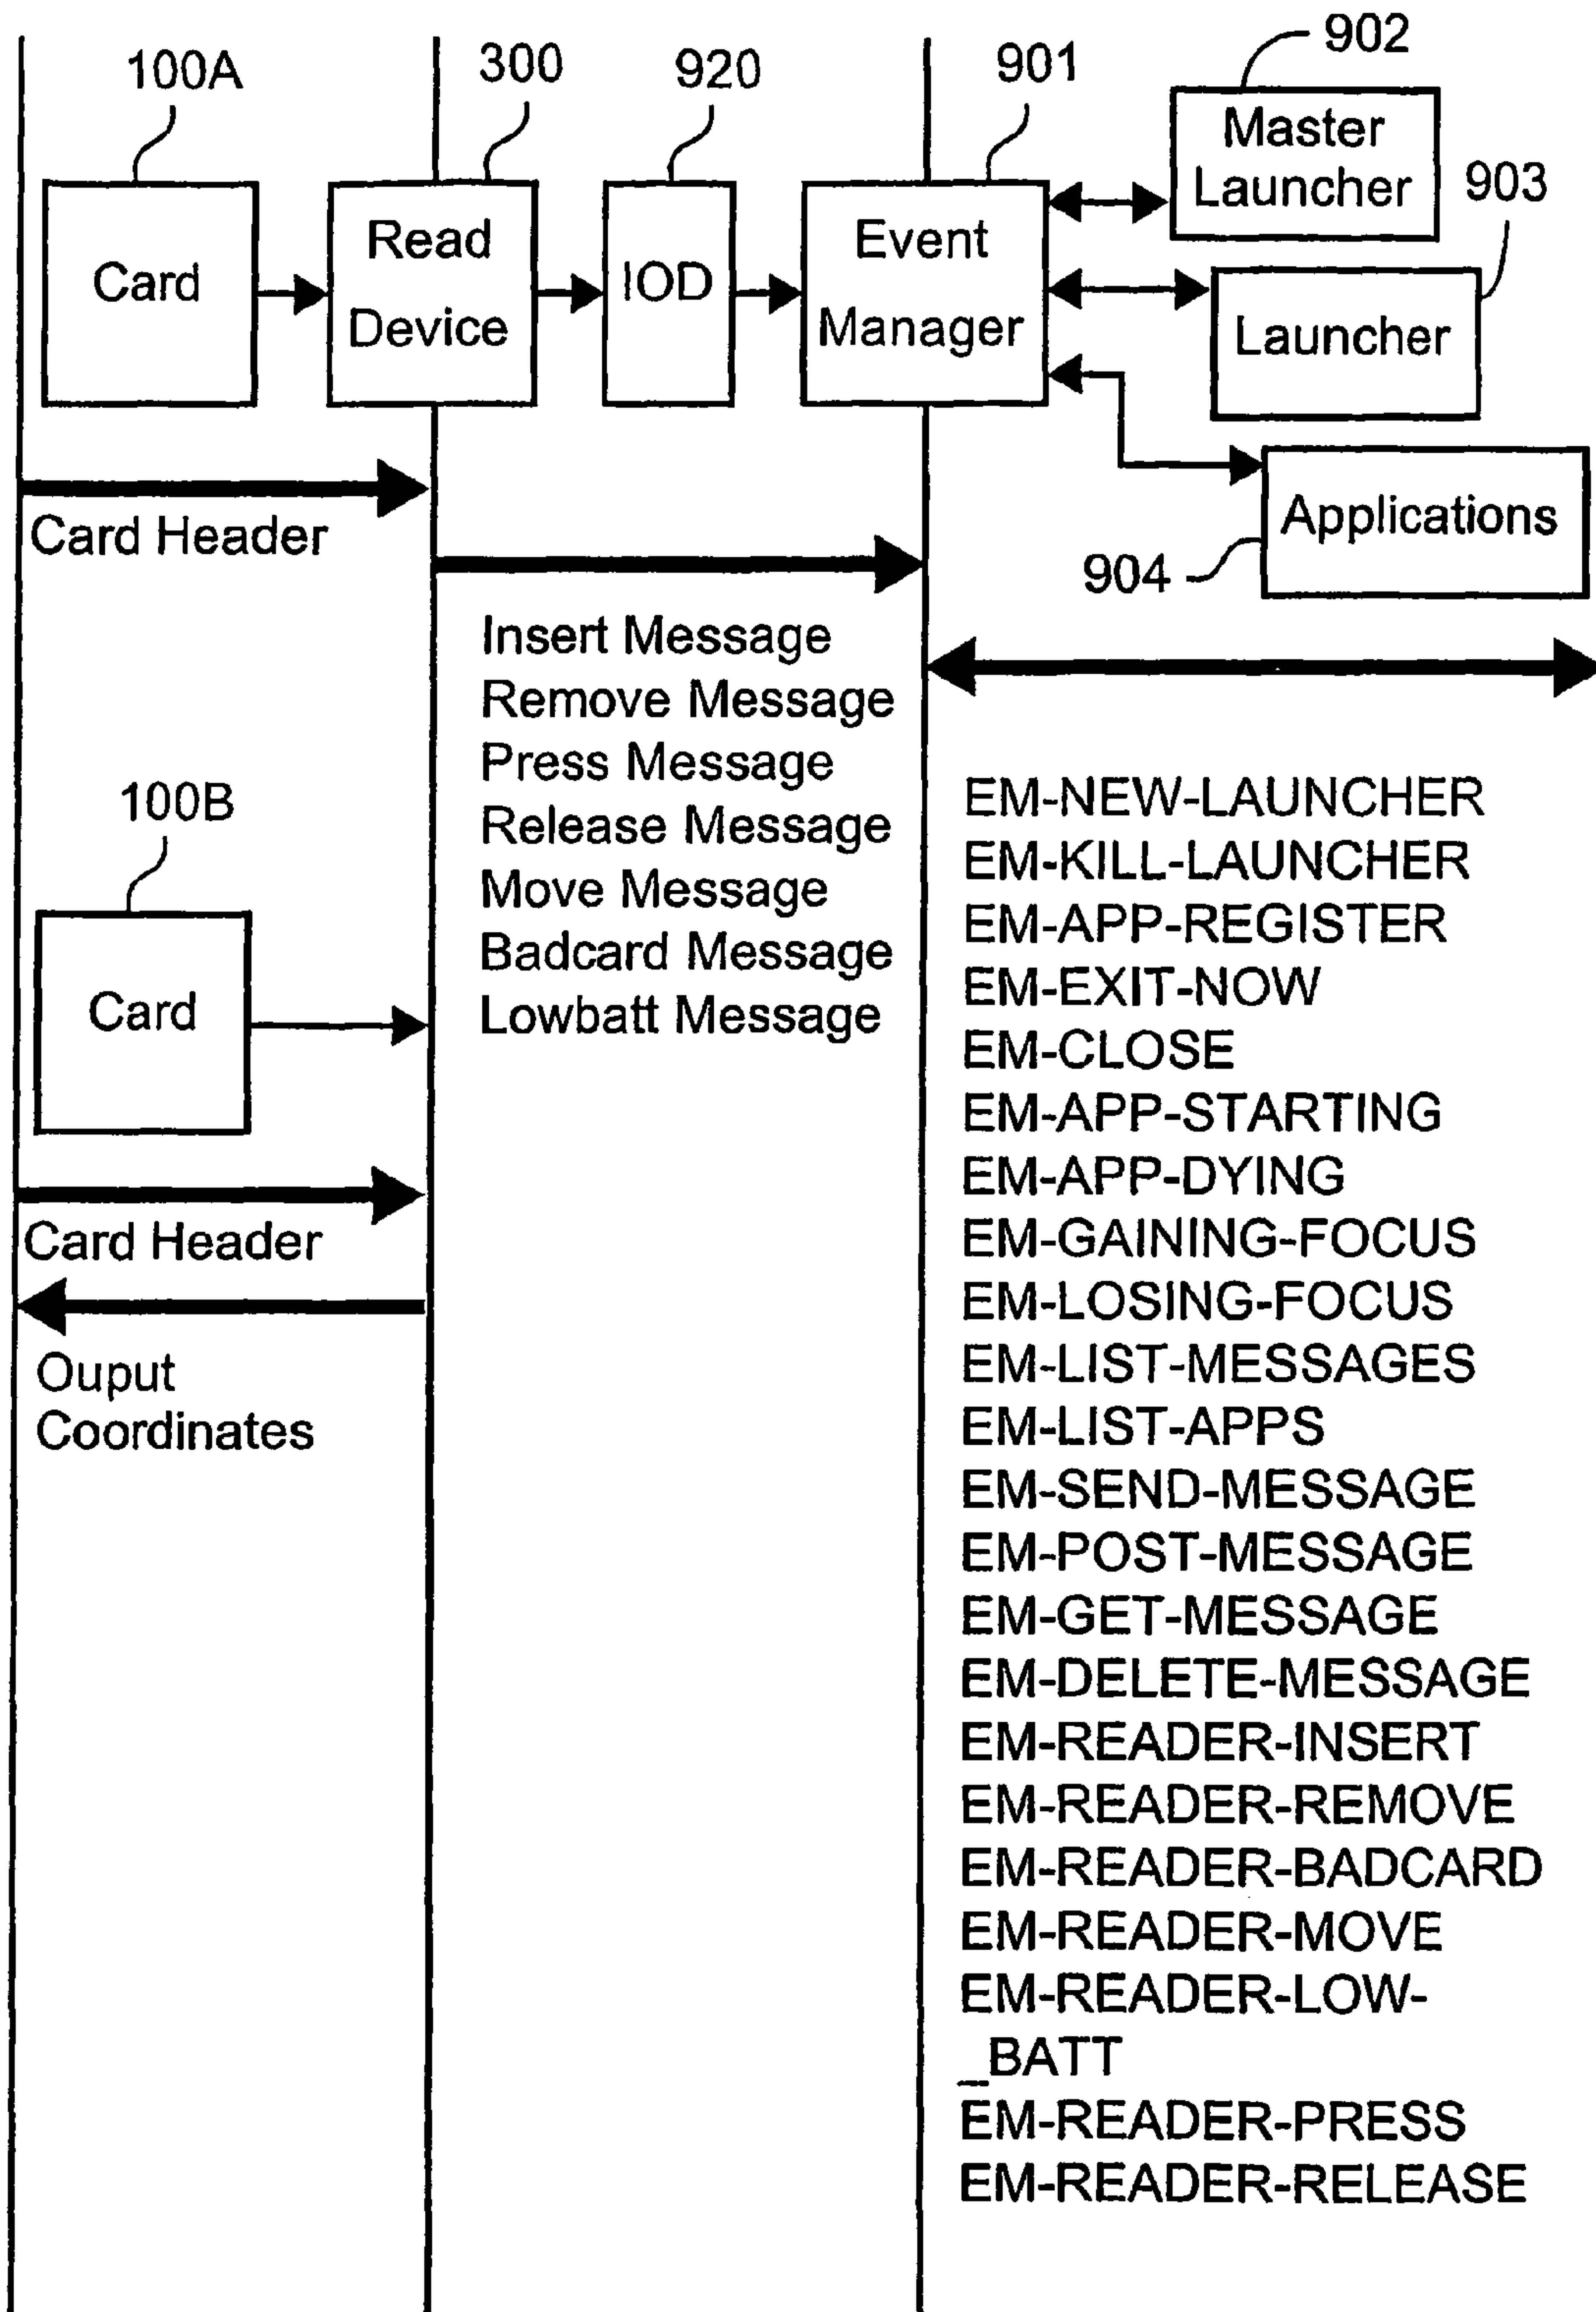 100A
300
920
901
902
Master
Launcher
903
Card
Read
Device
IOD
Event
Manager
Launcher
Applications
904
Card Header
Insert Message
Remove Message
Press Message
Release Message
Move Message
Badcard Message
Lowbatt Message
100B
Card
Card Header
Ouput
Coordinates
EM-NEW-LAUNCHER
EM-KILL-LAUNCHER
EM-APP-REGISTER
EM-EXIT-NOW
EM-CLOSE
EM-APP-STARTING
EM-APP-DYING
EM-GAINING-FOCUS
EM-LOSING-FOCUS
EM-LIST-MESSAGES
EM-LIST-APPS
EM-SEND-MESSAGE
EM-POST-MESSAGE
EM-GET-MESSAGE
EM-DELETE-MESSAGE
EM-READER-INSERT
EM-READER-REMOVE
EM-READER-BADCARD
EM-READER-MOVE
EM-READER-LOW-
_BATT
EM-READER-PRESS
EM-READER-RELEASE